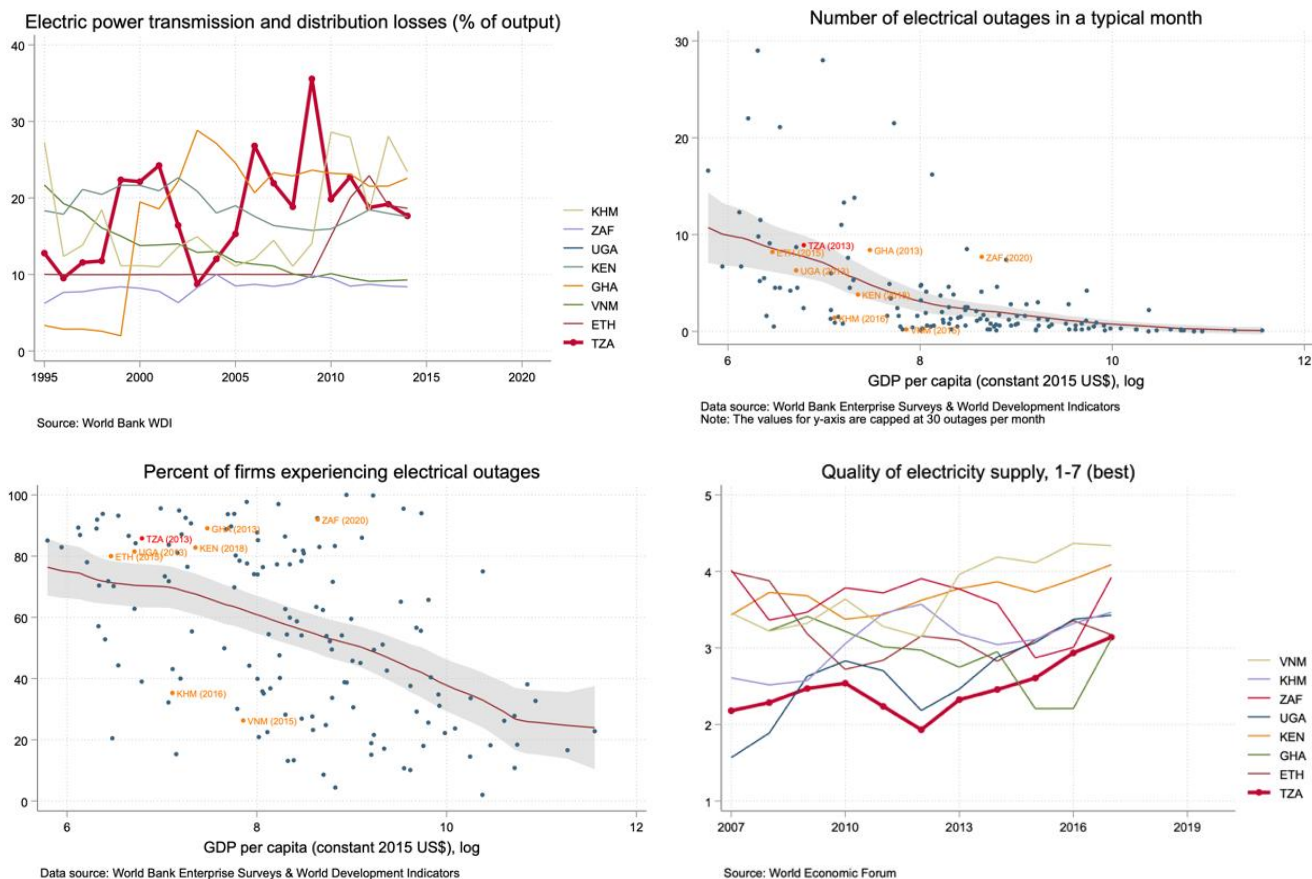 Electric power transmission and distribution losses (% of output)
40
30
20
10
0
1995
2000
2005
2010
2015
2020
KHM
ZAF
UGA
KEN
GHA
VNM
ETH
TZA
Source: World Bank WDI
Number of electrical outages in a typical month
30
20
10
0
TZA (2013)
ETH (2015)
GHA (2013)
ZAF (2020)
UGA (2013)
KEN (2018)
KHM (2016)
VNM (2015)
6
8
10
12
GDP per capita (constant 2015 US$), log
Data source: World Bank Enterprise Surveys & World Development Indicators
Note: The values for y-axis are capped at 30 outages per month
Percent of firms experiencing electrical outages
100
80
60
40
20
0
GHA (2013)
ZAF (2020)
TZA (2013)
UGA (2013)
KEN (2018)
ETH (2015)
KHM (2016)
VNM (2015)
6
8
10
12
GDP per capita (constant 2015 US$), log
Data source: World Bank Enterprise Surveys & World Development Indicators
Quality of electricity supply, 1-7 (best)
5
4
3
2
1
2007
2010
2013
2016
2019
VNM
KHM
ZAF
UGA
KEN
GHA
ETH
TZA
Source: World Economic Forum